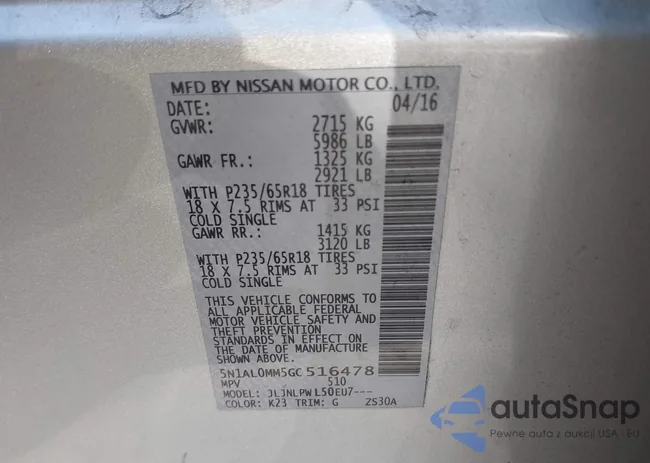 MFD BY NISSAN MOTOR CO., LTD.
DATE: 04/16
GVWR: 2715 KG
5986 LB
GAWR FR.: 1325 KG
2921 LB
WITH P235/65R18 TIRES
18 X 7.5 RIMS AT 33 PSI
COLD SINGLE
GAWR RR.: 1415 KG
3120 LB
WITH P235/65R18 TIRES
18 X 7.5 RIMS AT 33 PSI
COLD SINGLE
THIS VEHICLE CONFORMS TO
ALL APPLICABLE FEDERAL
MOTOR VEHICLE SAFETY AND
THEFT PREVENTION
STANDARDS IN EFFECT ON
THE DATE OF MANUFACTURE
SHOWN ABOVE.
5N1AL0MM5GC516478
MPV 510
MODEL: JLJNLPWL50EU7---
COLOR: K23 TRIM: G ZS30A
autoSnap
Pewne auta z aukcji USA - EU